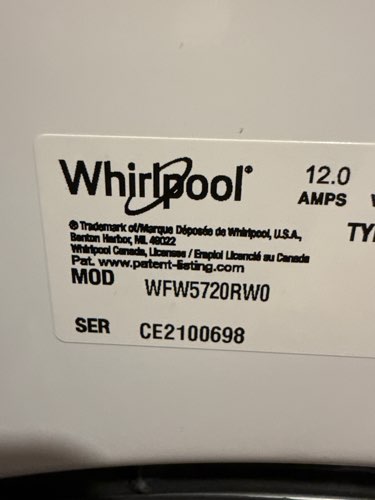 Whirlpool®
12.0
AMPS
TY
® Trademark of/Marque Déposée de Whirlpool, U.S.A.,
Benton Harbor, MI. 49022
Whirlpool Canada, Licensee / Emploi Licencié au Canada
Pat. www.patent-listing.com
MOD WFW5720RW0
SER CE2100698